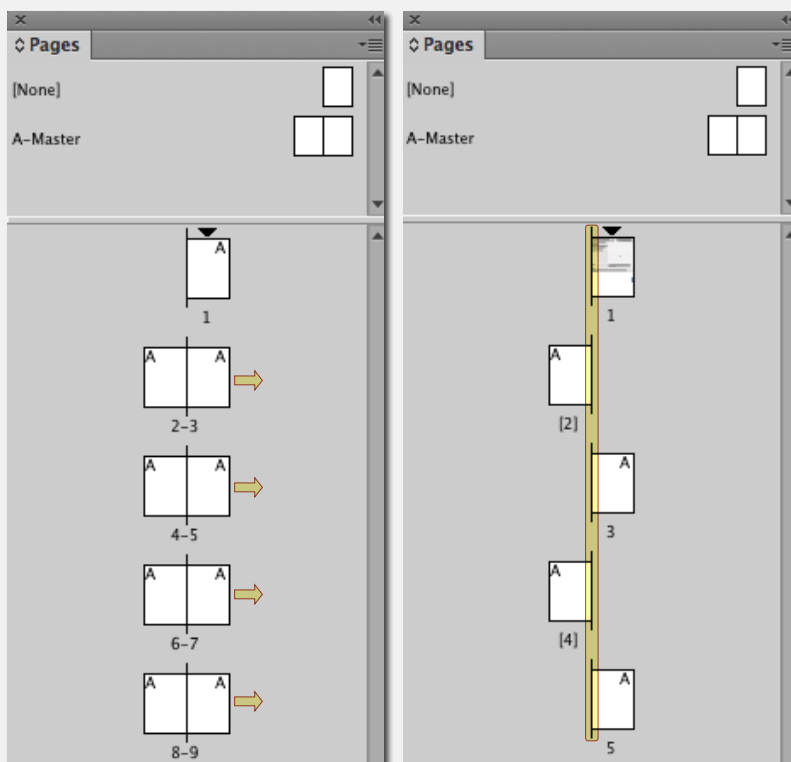 Pages
[None]
A-Master
A
1
A A
2-3
A A
4-5
A A
6-7
A A
8-9
Pages
[None]
A-Master
1
A
[2]
A
3
A
[4]
A
5